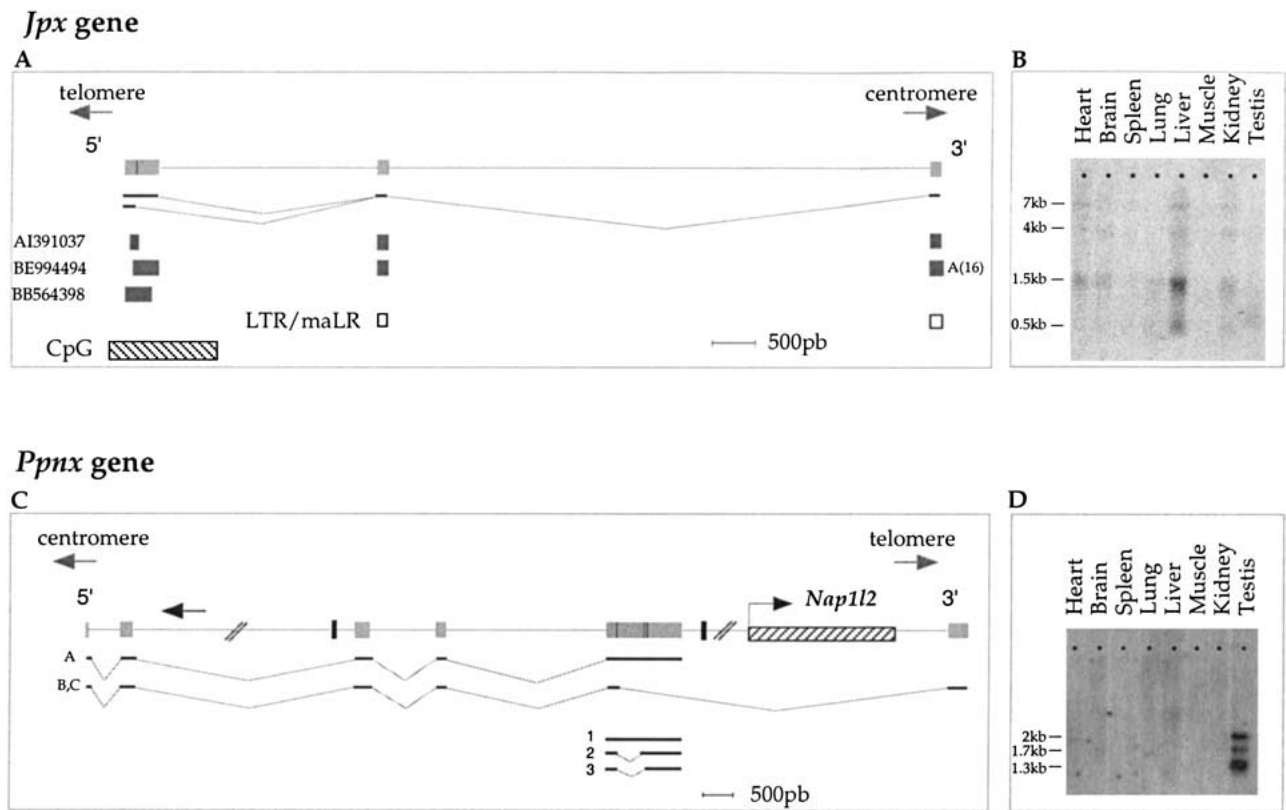 Jpx gene
A
telomere
centromere
5'
3'
AI391037
BE994494
A(16)
BB564398
LTR/maLR
CpG
500pb
B
Heart
Brain
Spleen
Lung
Liver
Muscle
Kidney
Testis
7kb
4kb
1.5kb
0.5kb
Ppnx gene
C
centromere
telomere
5'
Nap1l2
3'
A
B,C
1
2
3
500pb
D
Heart
Brain
Spleen
Lung
Liver
Muscle
Kidney
Testis
2kb
1.7kb
1.3kb